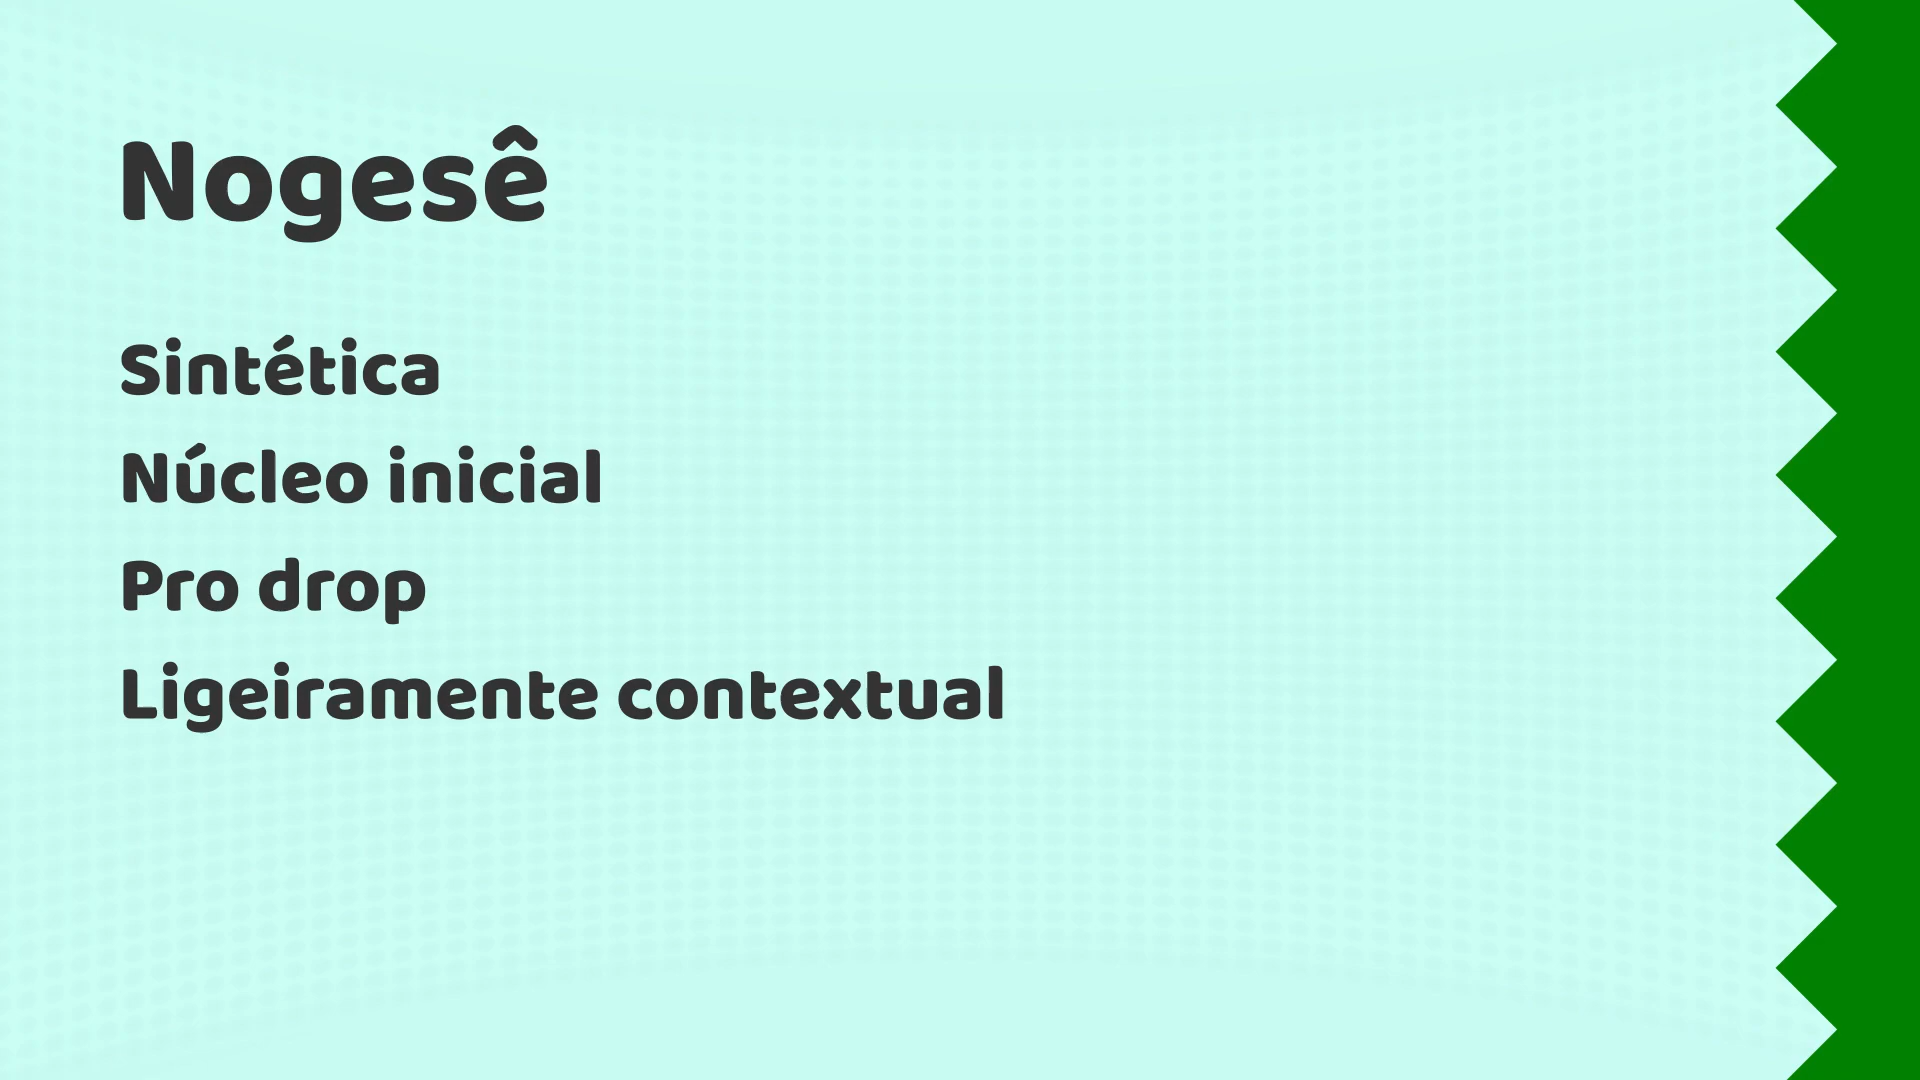 Nogesê
Sintética
Núcleo inicial
Pro drop
Ligeiramente contextual